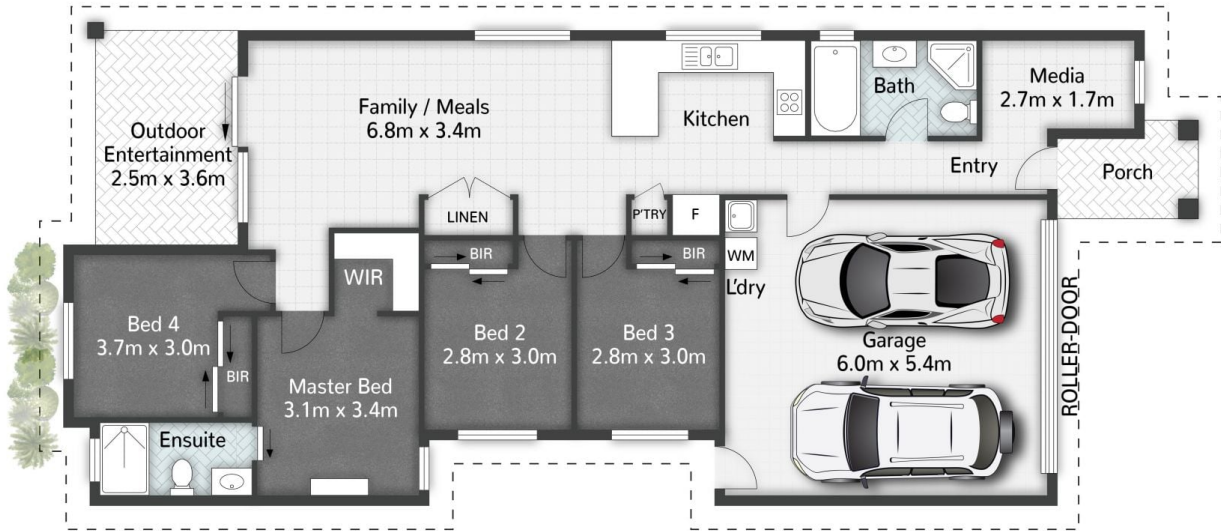 Outdoor
Entertainment
2.5m x 3.6m
Family / Meals
6.8m x 3.4m
Kitchen
Bath
Media
2.7m x 1.7m
Entry
Porch
LINEN
P'TRY
F
WM
L'dry
BIR
BIR
WIR
Bed 4
3.7m x 3.0m
BIR
Master Bed
3.1m x 3.4m
Bed 2
2.8m x 3.0m
Bed 3
2.8m x 3.0m
Garage
6.0m x 5.4m
ROLLER-DOOR
Ensuite